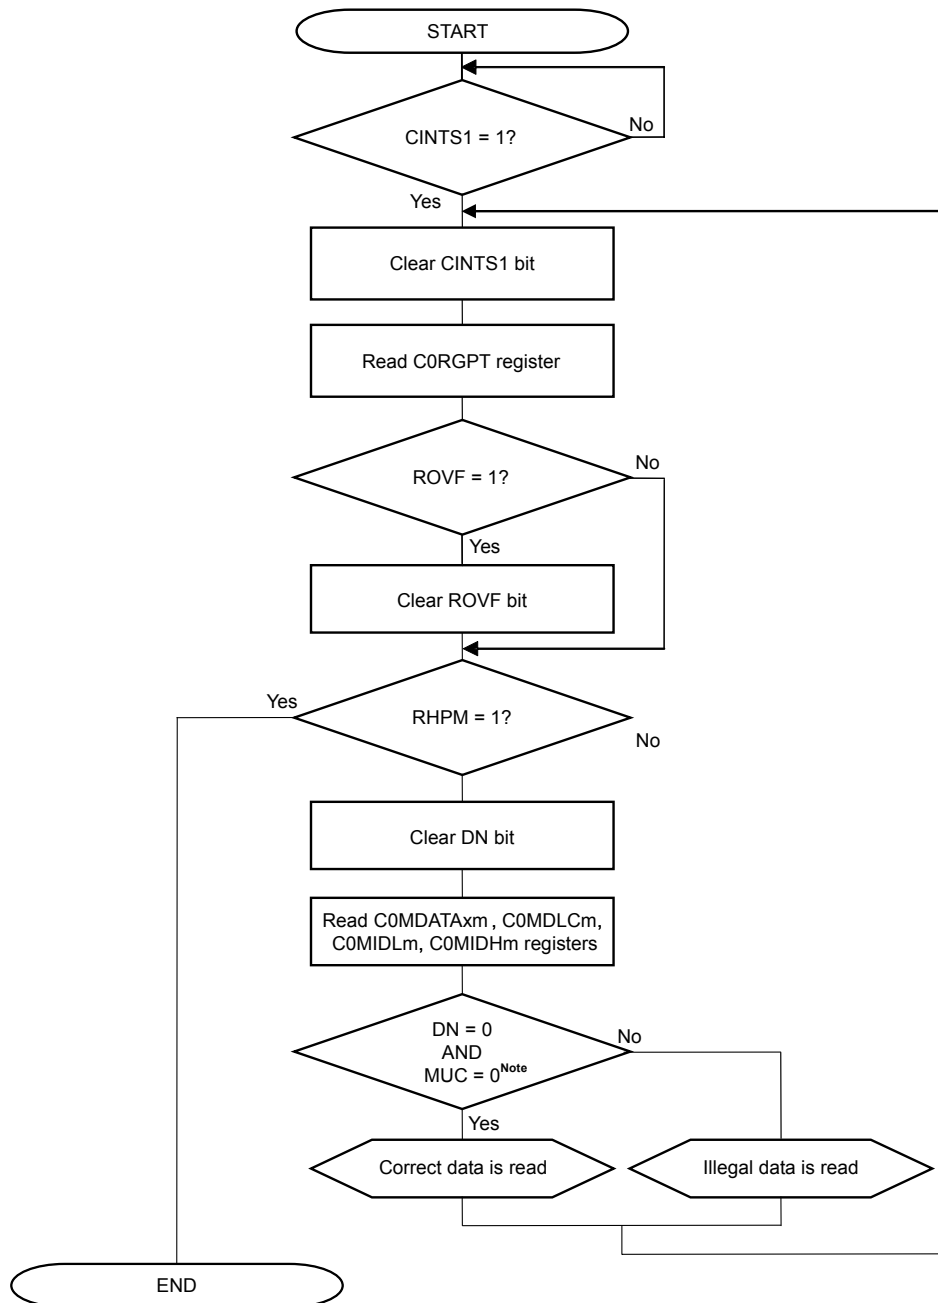 START
CINTS1 = 1?
No
Yes
Clear CINTS1 bit
Read C0RGPT register
ROVF = 1?
No
Yes
Clear ROVF bit
Yes
RHPM = 1?
No
Clear DN bit
Read C0MDATAxm , C0MDLCm,
C0MIDLm, C0MIDHm registers
DN = 0
AND
MUC = 0Note
No
Yes
Correct data is read
Illegal data is read
END